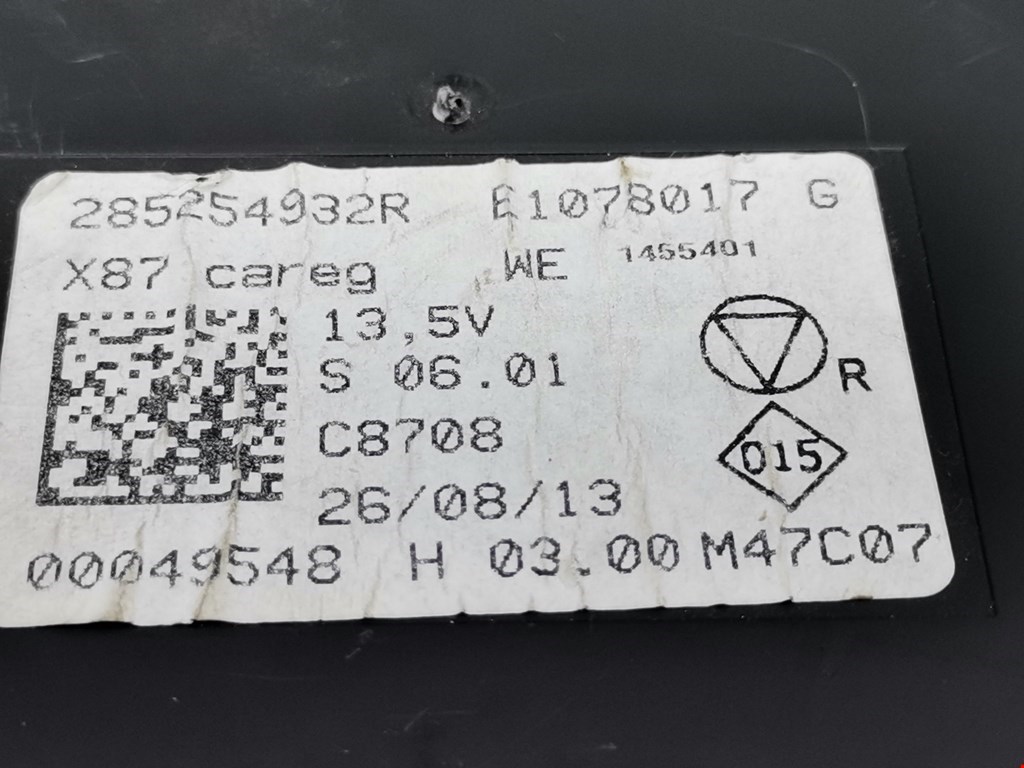 285254932R E1078017 G
X87 careg WE 1455401
13,5V
S 06.01
R
C8708
015
26/08/13
00049548 H 03.00 M47C07